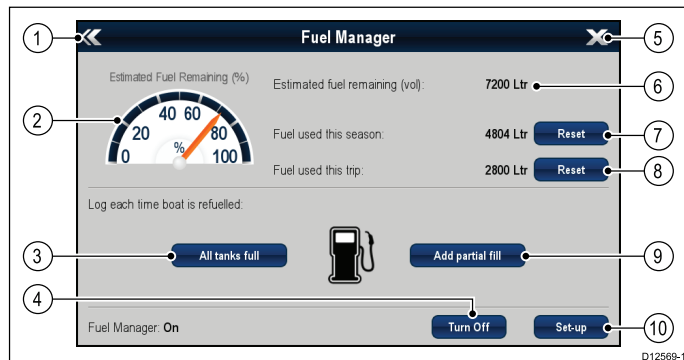 Fuel Manager
1
5
Estimated Fuel Remaining (%)
Estimated fuel remaining (vol): 7200 Ltr
6
2
0 20 40 60 80 100
%
Fuel used this season: 4804 Ltr Reset
7
Fuel used this trip: 2800 Ltr Reset
8
Log each time boat is refuelled:
3
All tanks full
Add partial fill
9
4
Fuel Manager: On
Turn Off
Set-up
10
D12569-1